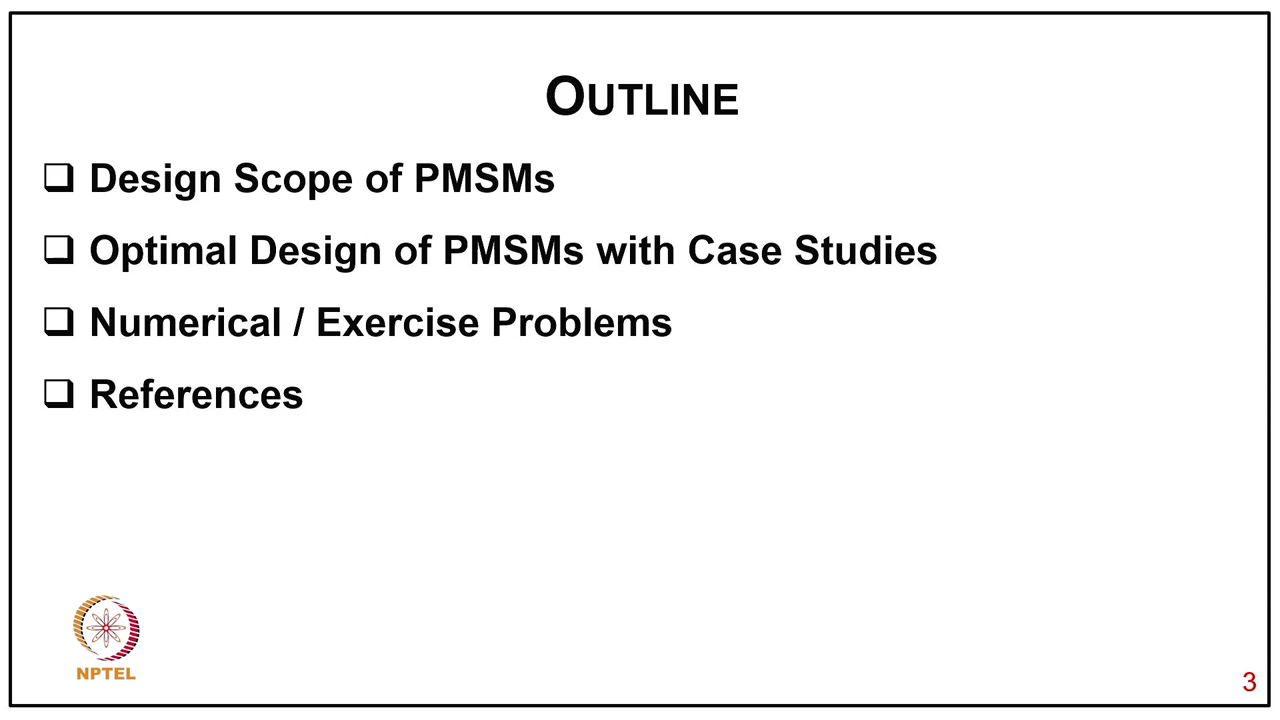 OUTLINE
Design Scope of PMSMs
Optimal Design of PMSMs with Case Studies
Numerical / Exercise Problems
References
NPTEL
3